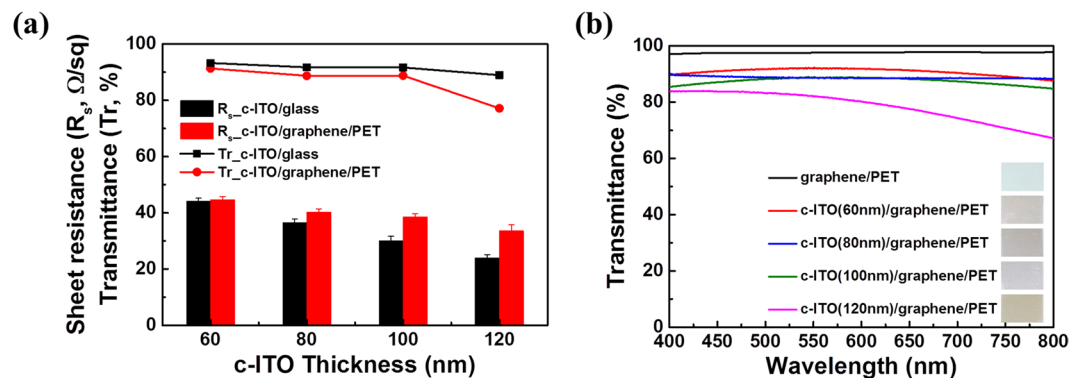 (a)
Sheet resistance (Rs, Ω/sq)
Transmittance (Tr, %)
100
80
60
40
20
0
Rs_c-ITO/glass
Rs_c-ITO/graphene/PET
Tr_c-ITO/glass
Tr_c-ITO/graphene/PET
60 80 100 120
c-ITO Thickness (nm)
(b)
Transmittance (%)
100
80
60
40
20
0
graphene/PET
c-ITO(60nm)/graphene/PET
c-ITO(80nm)/graphene/PET
c-ITO(100nm)/graphene/PET
c-ITO(120nm)/graphene/PET
400 450 500 550 600 650 700 750 800
Wavelength (nm)